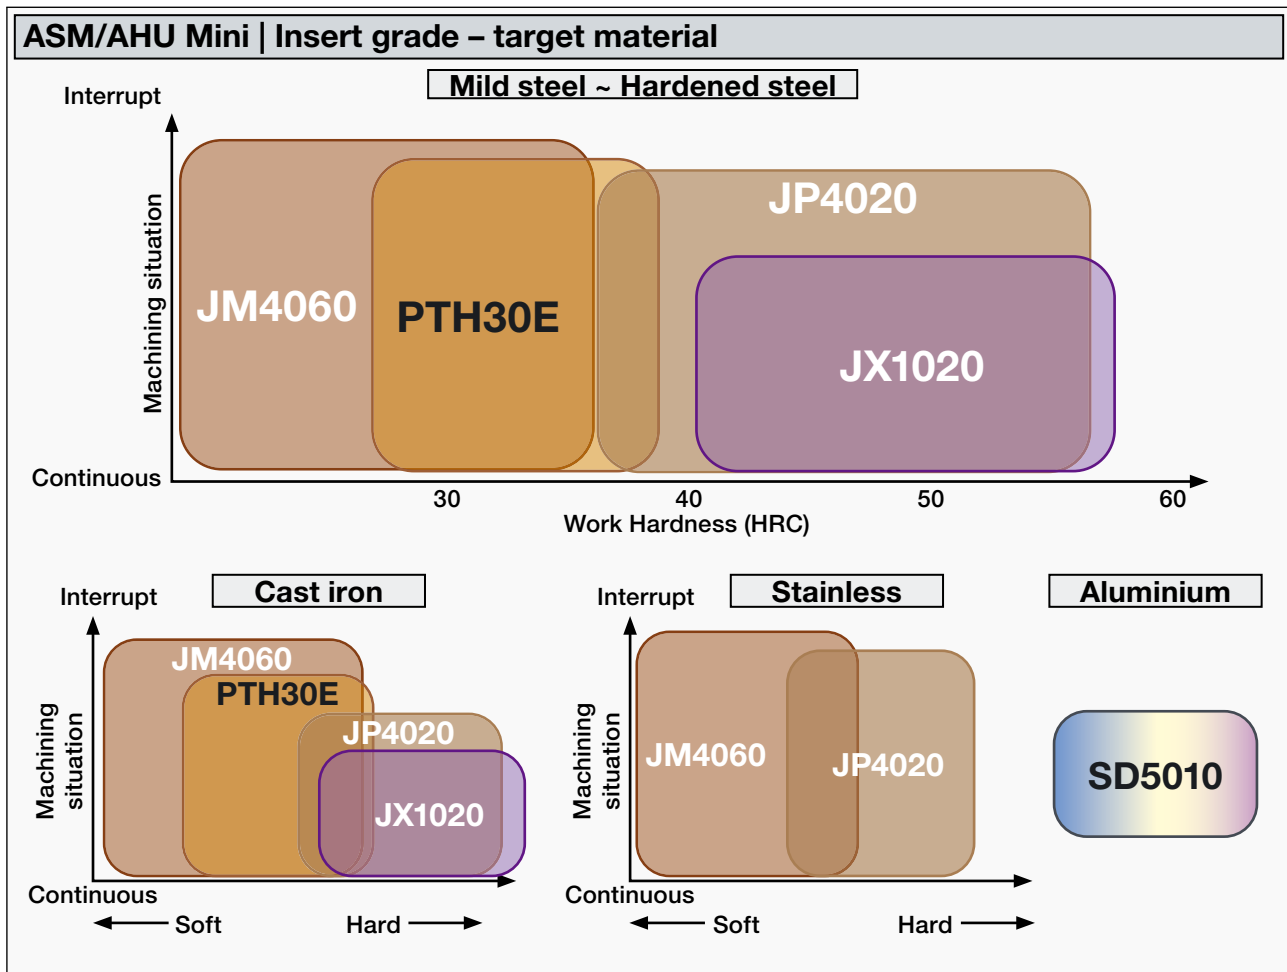 ASM/AHU Mini | Insert grade – target material
Mild steel ~ Hardened steel
Interrupt
Machining situation
JP4020
JM4060
PTH30E
JX1020
Continuous
30 40 50 60
Work Hardness (HRC)
Cast iron
Interrupt
Machining
situation
JM4060
PTH30E
JP4020
JX1020
Continuous
Soft Hard
Stainless
Interrupt
Machining
situation
JM4060
JP4020
Continuous
Soft Hard
Aluminium
SD5010